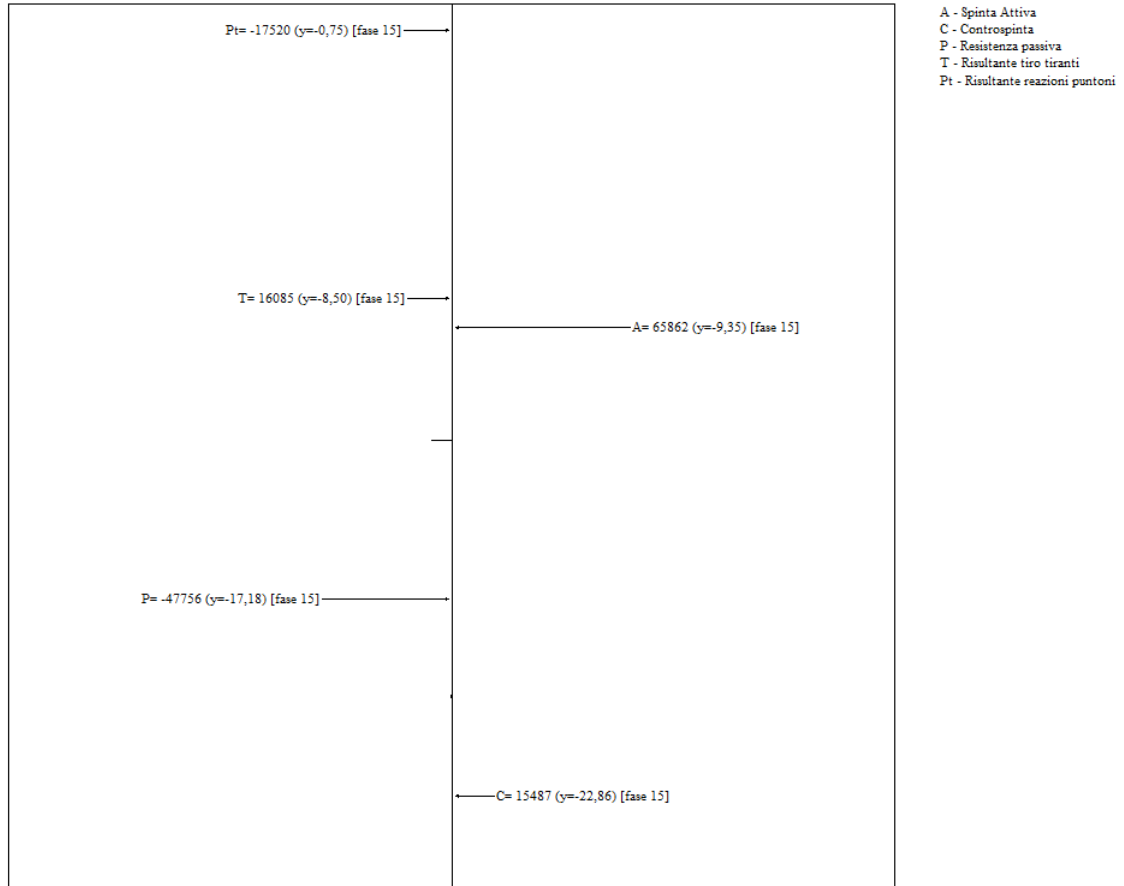 Pt= -17520 (y=-0,75) [fase 15]
T= 16085 (y=-8,50) [fase 15]
A= 65862 (y=-9,35) [fase 15]
P= -47756 (y=-17,18) [fase 15]
C= 15487 (y=-22,86) [fase 15]
A - Spinta Attiva
C - Controspinta
P - Resistenza passiva
T - Risultante tiro tiranti
Pt - Risultante reazioni puntoni